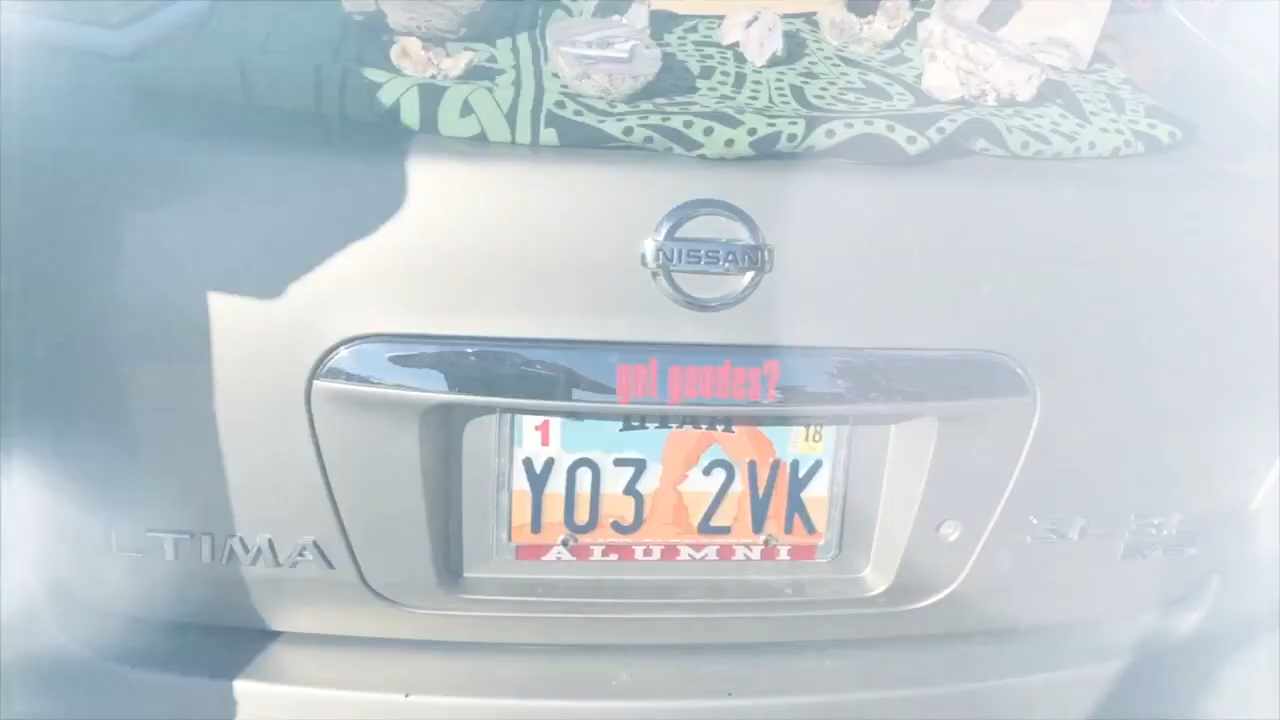 NISSAN
got geodes?
UTAH
1
18
Y03 2VK
ALUMNI
LTIMA